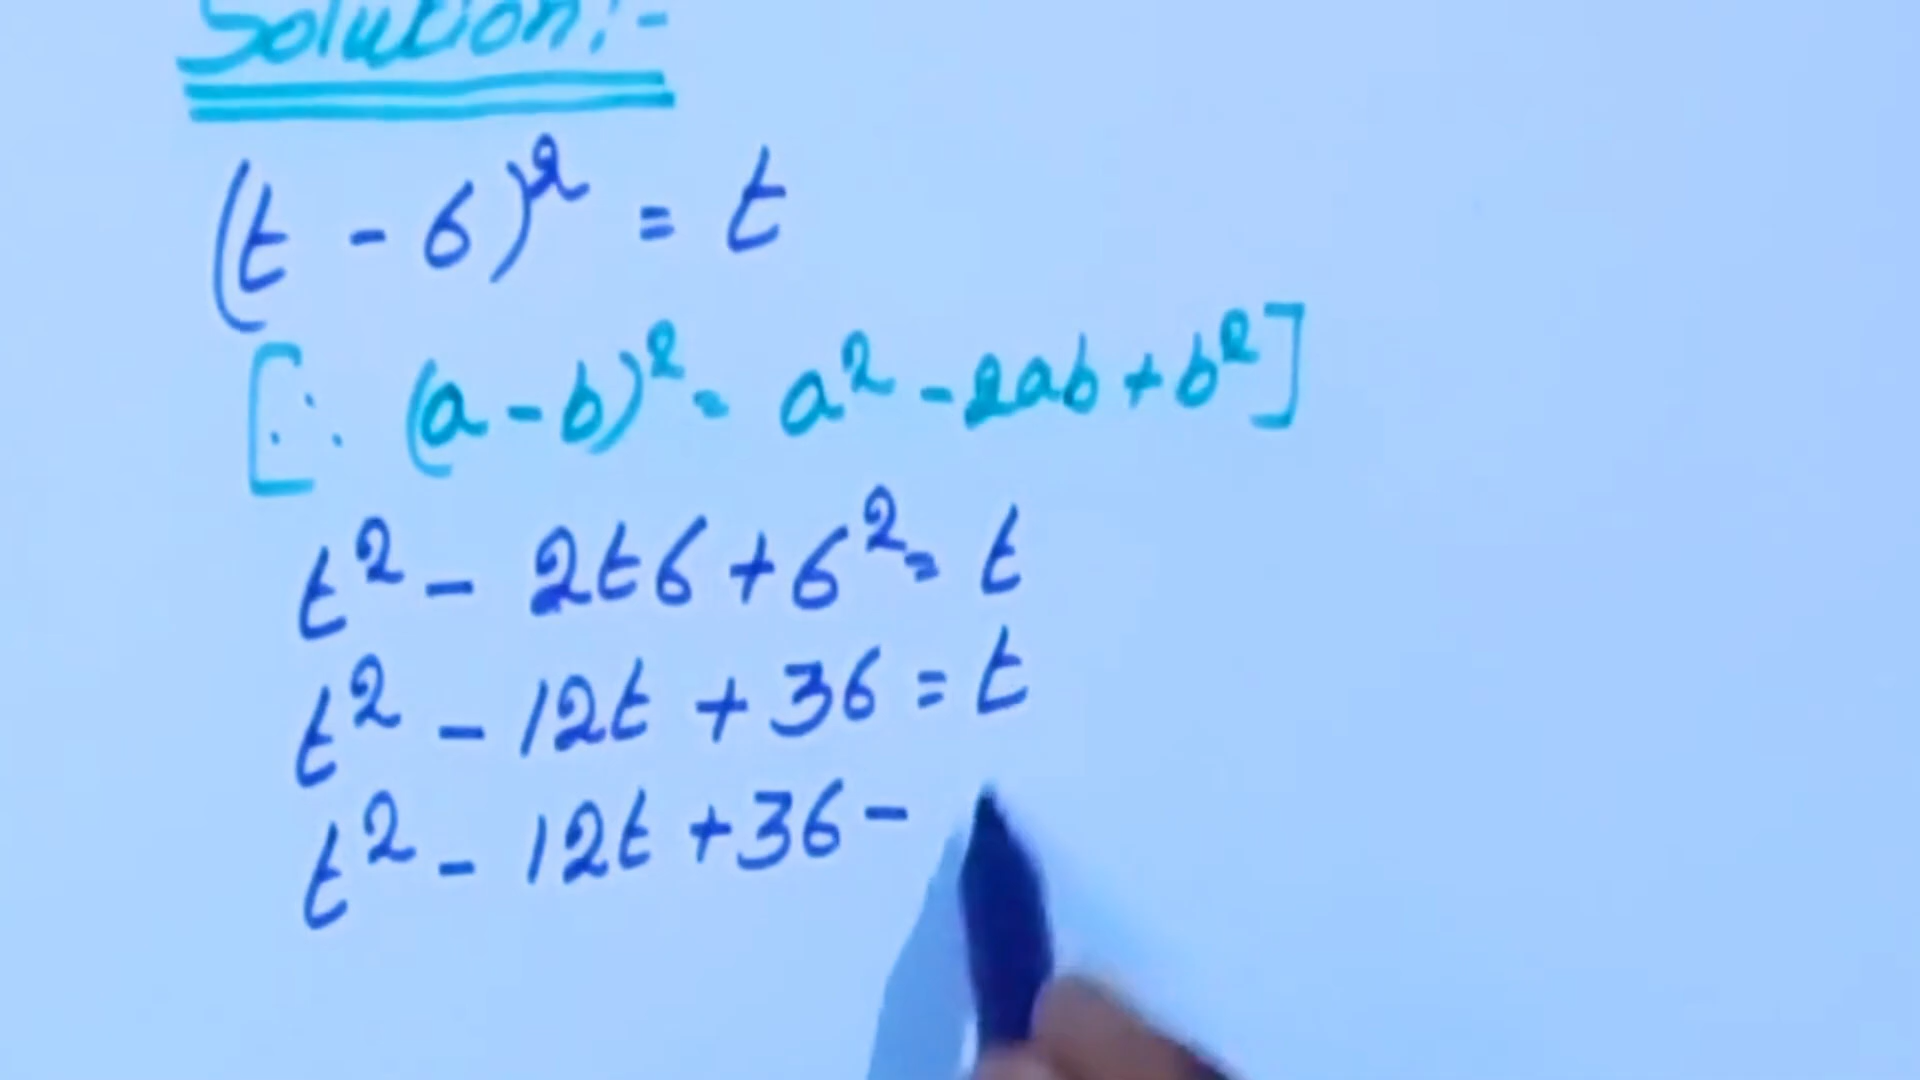 Solution:-
(t - 6)² = t
[∵ (a - b)² = a² - 2ab + b²]
t² - 2t6 + 6² = t
t² - 12t + 36 = t
t² - 12t + 36 -